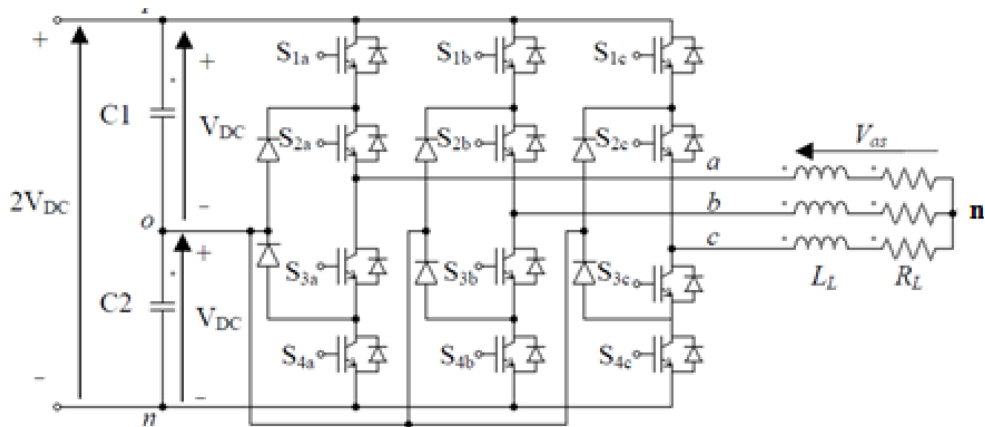 +
S1a
S1b
S1c
+
C1
VDC
S2a
S2b
S2c
Vas
a
2VDC
−
o
b
n
+
c
S3a
S3b
S3c
LL
RL
C2
VDC
S4a
S4b
S4c
−
−
n